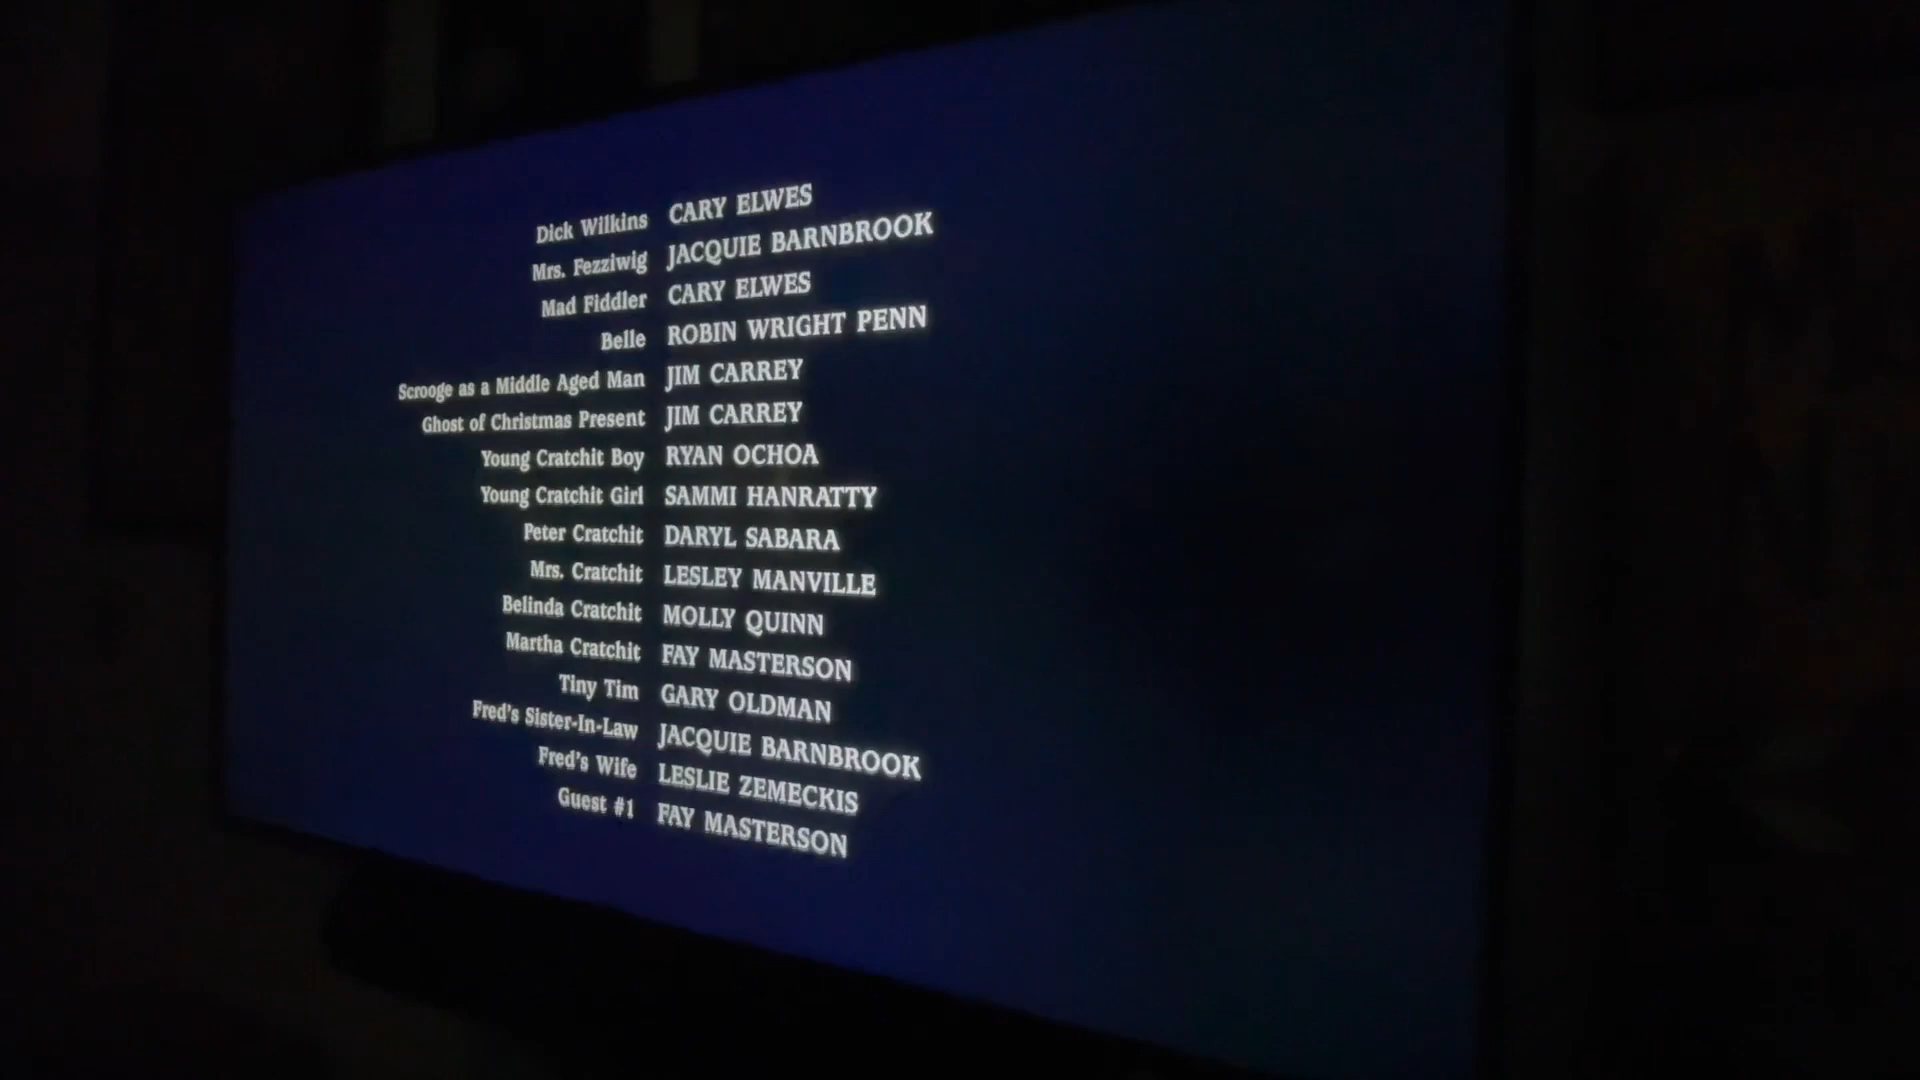 Dick Wilkins CARY ELWES
Mrs. Fezziwig JACQUIE BARNBROOK
Mad Fiddler CARY ELWES
Belle ROBIN WRIGHT PENN
Scrooge as a Middle Aged Man JIM CARREY
Ghost of Christmas Present JIM CARREY
Young Cratchit Boy RYAN OCHOA
Young Cratchit Girl SAMMI HANRATTY
Peter Cratchit DARYL SABARA
Mrs. Cratchit LESLEY MANVILLE
Belinda Cratchit MOLLY QUINN
Martha Cratchit FAY MASTERSON
Tiny Tim GARY OLDMAN
Fred's Sister-In-Law JACQUIE BARNBROOK
Fred's Wife LESLIE ZEMECKIS
Guest #1 FAY MASTERSON